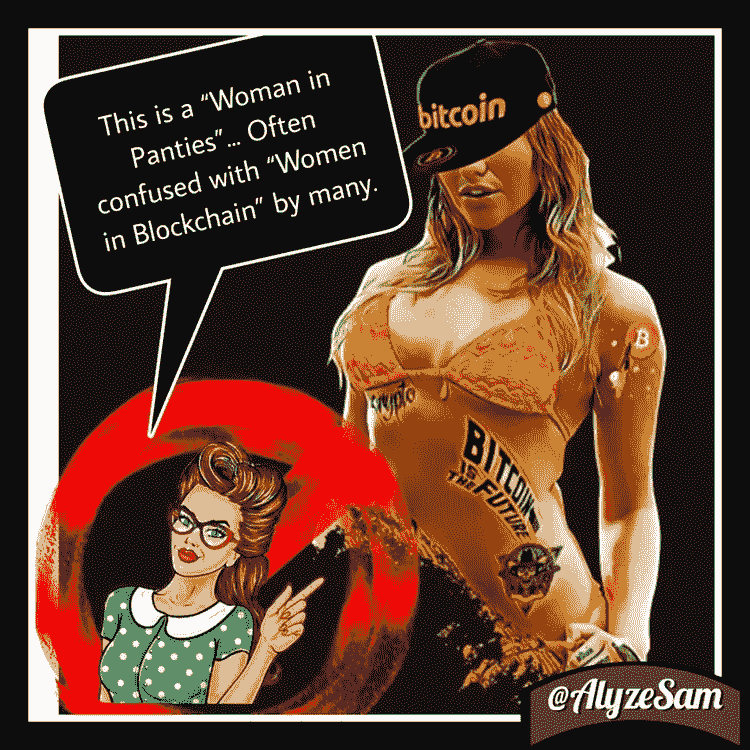 This is a “Woman in
Panties”... Often
confused with “Women
in Blockchain” by many.
bitcoin
B
crypto
BITCOIN
IS
THE FUTURE
@AlyzeSam